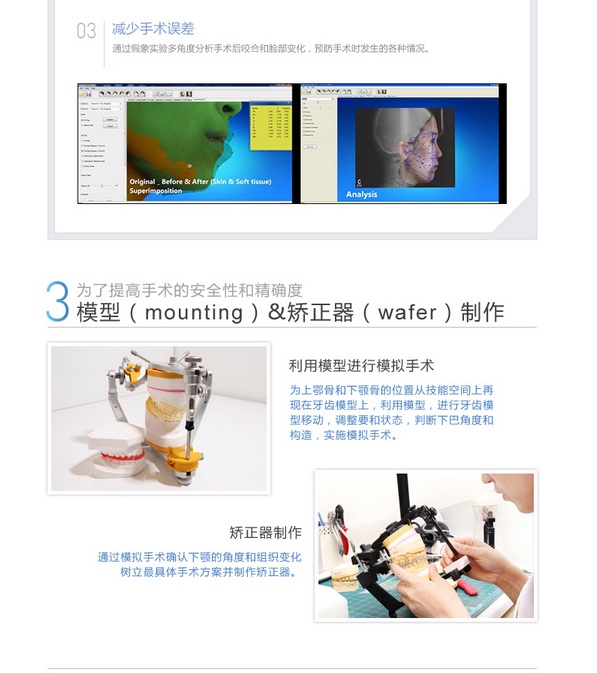 03 减少手术误差
通过假象实验多角度分析手术后咬合和脸部变化，预防手术时发生的各种情况。
Original _ Before & After (Skin & Soft tissue)
Superimposition
Analysis
3 为了提高手术的安全性和精确度
模型（mounting）&矫正器（wafer）制作
利用模型进行模拟手术
为上鄂骨和下颚骨的位置从技能空间上再
现在牙齿模型上，利用模型，进行牙齿模
型移动，调整要和状态，判断下巴角度和
构造，实施模拟手术。
矫正器制作
通过模拟手术确认下颚的角度和组织变化
树立最具体手术方案并制作矫正器。